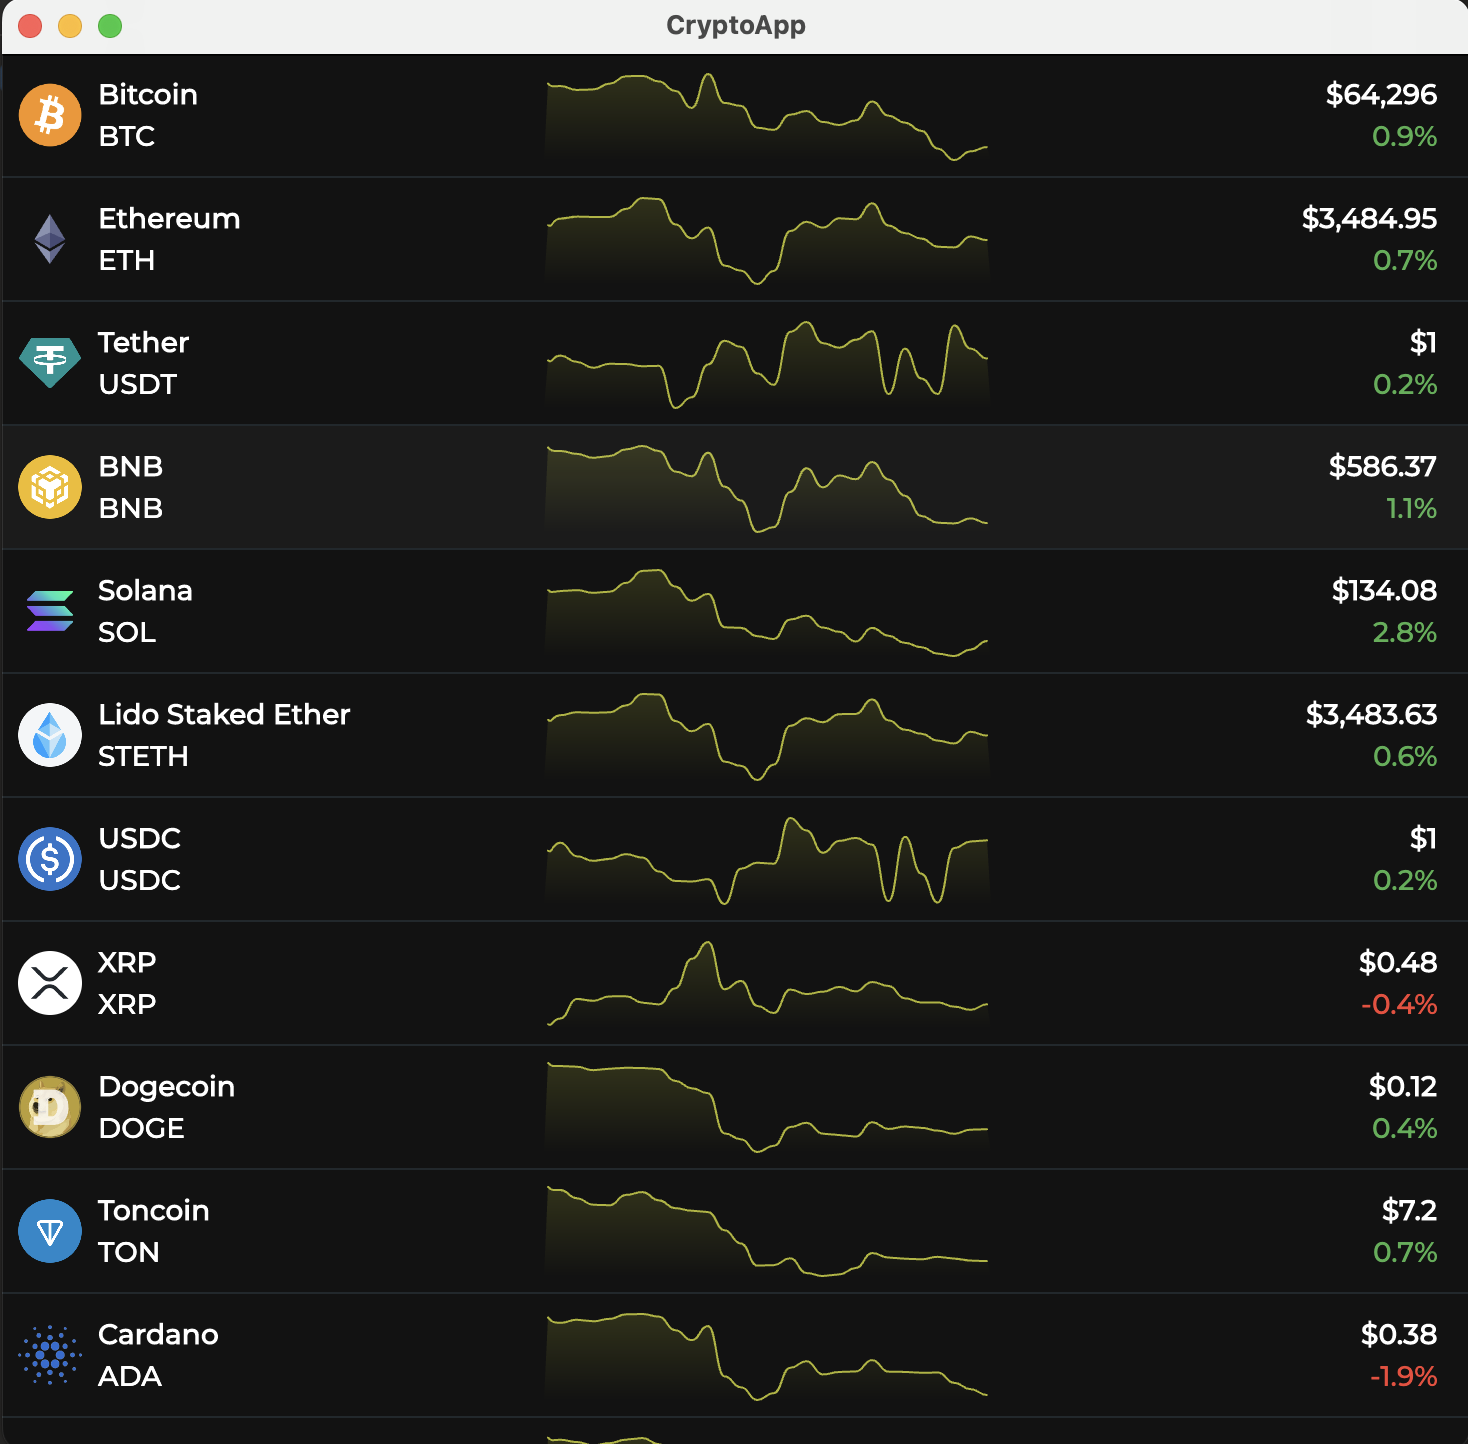 CryptoApp
Bitcoin
BTC
$64,296
0.9%
Ethereum
ETH
$3,484.95
0.7%
Tether
USDT
$1
0.2%
BNB
BNB
$586.37
1.1%
Solana
SOL
$134.08
2.8%
Lido Staked Ether
STETH
$3,483.63
0.6%
USDC
USDC
$1
0.2%
XRP
XRP
$0.48
-0.4%
Dogecoin
DOGE
$0.12
0.4%
Toncoin
TON
$7.2
0.7%
Cardano
ADA
$0.38
-1.9%